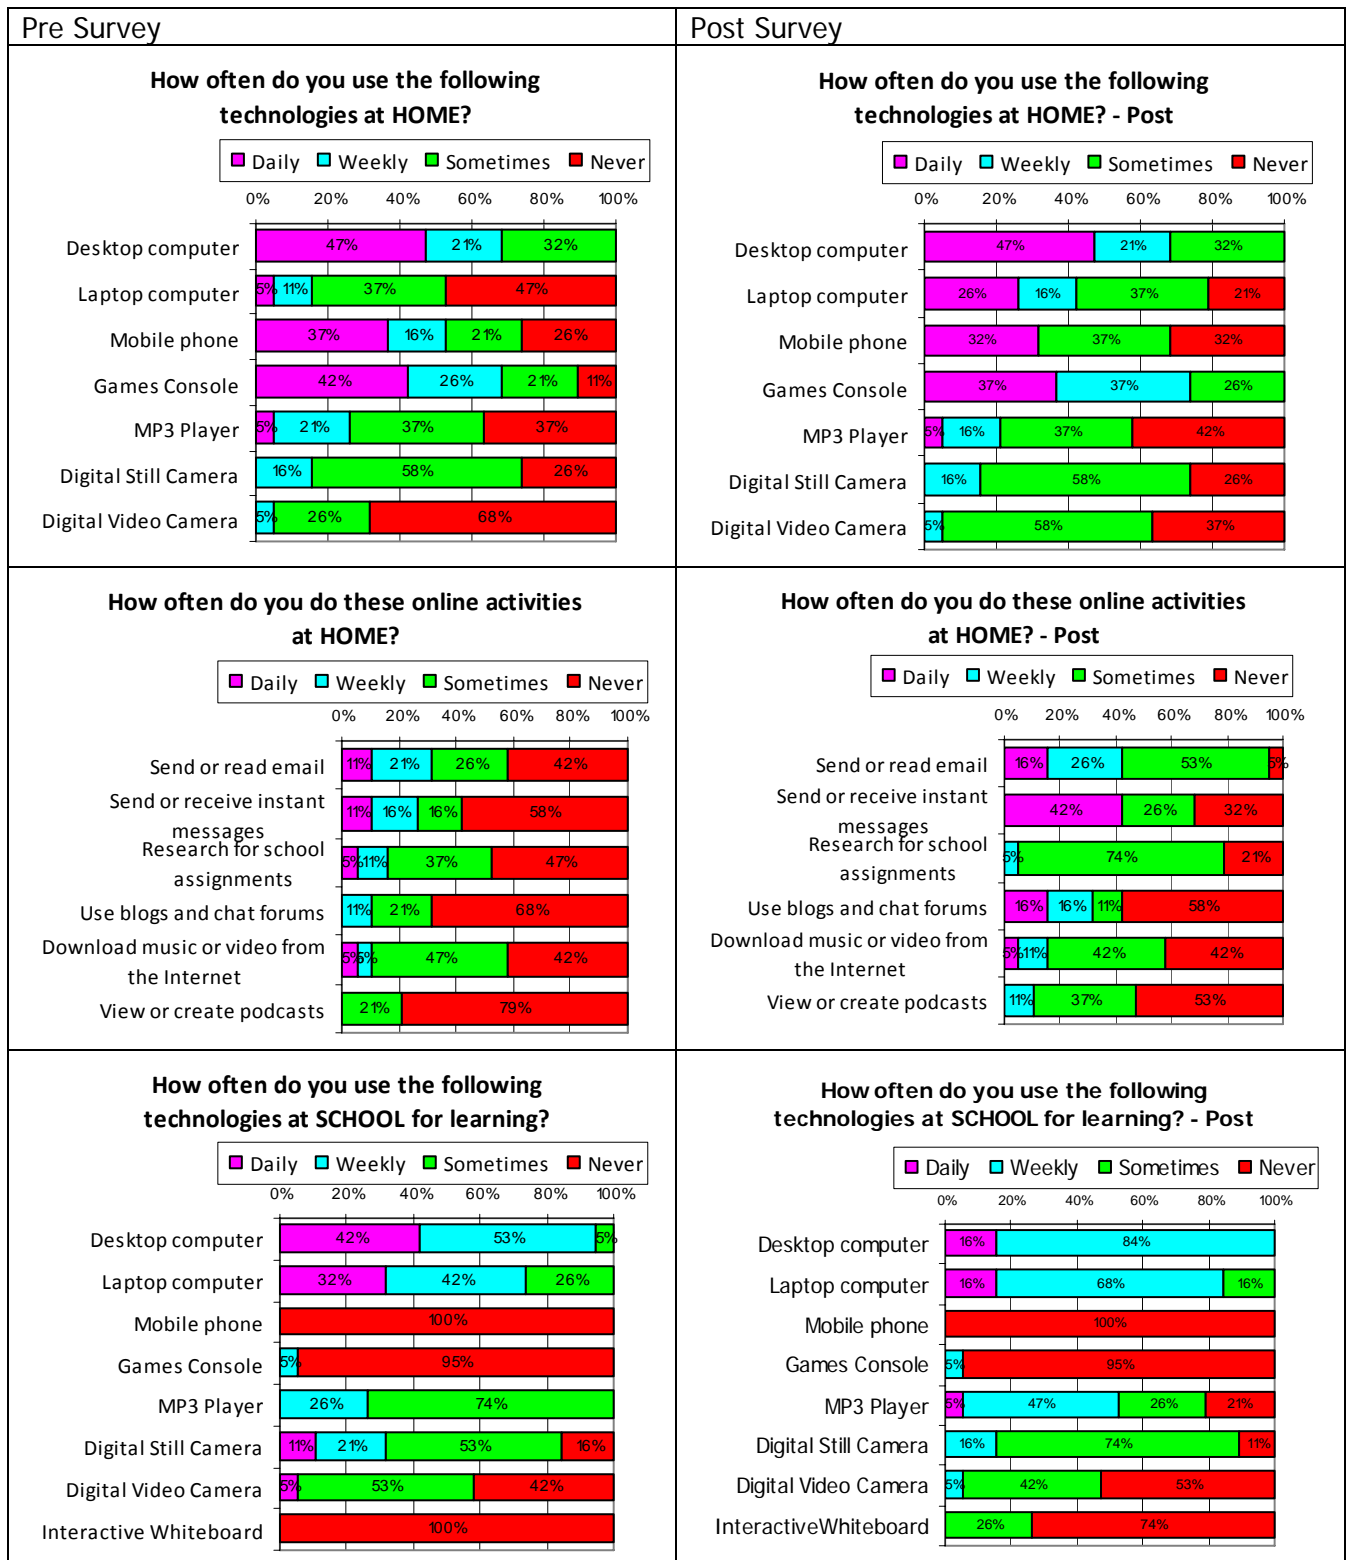 Pre Survey
Post Survey
How often do you use the following
technologies at HOME?
Daily Weekly Sometimes Never
0% 20% 40% 60% 80% 100%
Desktop computer 47% 21% 32%
Laptop computer 5% 11% 37% 47%
Mobile phone 37% 16% 21% 26%
Games Console 42% 26% 21% 11%
MP3 Player 5% 21% 37% 37%
Digital Still Camera 16% 58% 26%
Digital Video Camera 5% 26% 68%
How often do you use the following
technologies at HOME? - Post
Daily Weekly Sometimes Never
0% 20% 40% 60% 80% 100%
Desktop computer 47% 21% 32%
Laptop computer 26% 16% 37% 21%
Mobile phone 32% 37% 32%
Games Console 37% 37% 26%
MP3 Player 5% 16% 37% 42%
Digital Still Camera 16% 58% 26%
Digital Video Camera 5% 58% 37%
How often do you do these online activities
at HOME?
Daily Weekly Sometimes Never
0% 20% 40% 60% 80% 100%
Send or read email 11% 21% 26% 42%
Send or receive instant
messages 11% 16% 16% 58%
Research for school
assignments 5% 11% 37% 47%
Use blogs and chat forums 11% 21% 68%
Download music or video from
the Internet 5% 5% 47% 42%
View or create podcasts 21% 79%
How often do you do these online activities
at HOME? - Post
Daily Weekly Sometimes Never
0% 20% 40% 60% 80% 100%
Send or read email 16% 26% 53% 5%
Send or receive instant
messages 42% 26% 32%
Research for school
assignments 5% 74% 21%
Use blogs and chat forums 16% 16% 11% 58%
Download music or video from
the Internet 5% 11% 42% 42%
View or create podcasts 11% 37% 53%
How often do you use the following
technologies at SCHOOL for learning?
Daily Weekly Sometimes Never
0% 20% 40% 60% 80% 100%
Desktop computer 42% 53% 5%
Laptop computer 32% 42% 26%
Mobile phone 100%
Games Console 5% 95%
MP3 Player 26% 74%
Digital Still Camera 11% 21% 53% 16%
Digital Video Camera 5% 53% 42%
Interactive Whiteboard 100%
How often do you use the following
technologies at SCHOOL for learning? - Post
Daily Weekly Sometimes Never
0% 20% 40% 60% 80% 100%
Desktop computer 16% 84%
Laptop computer 16% 68% 16%
Mobile phone 100%
Games Console 5% 95%
MP3 Player 5% 47% 26% 21%
Digital Still Camera 16% 74% 11%
Digital Video Camera 5% 42% 53%
InteractiveWhiteboard 26% 74%